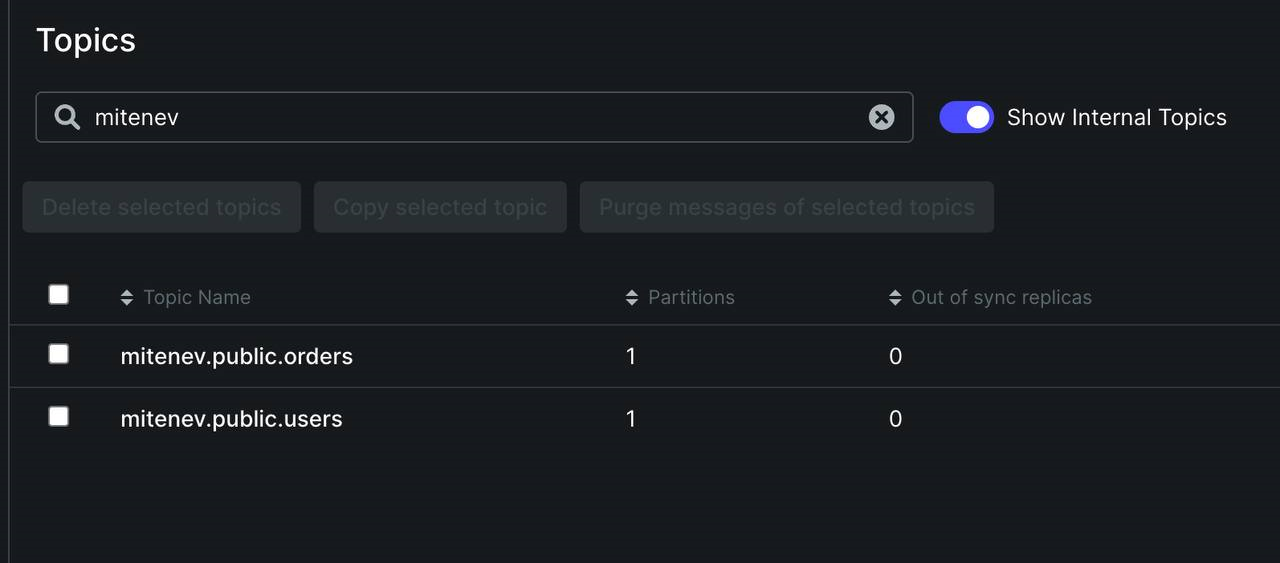 Topics
mitenev
Show Internal Topics
Delete selected topics Copy selected topic Purge messages of selected topics
Topic Name Partitions Out of sync replicas
mitenev.public.orders 1 0
mitenev.public.users 1 0